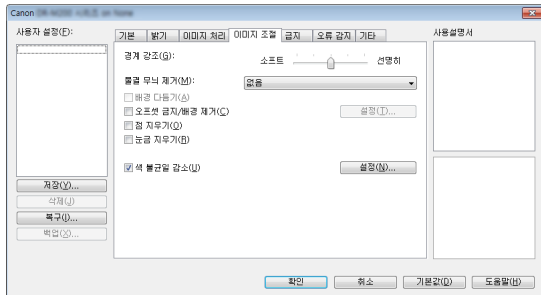 Canon on None
사용자 설정(F):
저장(Y)...
삭제(J)
복구(I)...
백업(X)...
기본 밝기 이미지 처리 이미지 조절 급지 오류 감지 기타
경계 강조(G):
소프트 선명히
물결 무늬 제거(M):
없음
배경 다듬기(A)
오프셋 금지/배경 제거(C)
설정(T)...
점 지우기(O)
눈금 지우기(R)
색 불균일 감소(U)
설정(N)...
사용설명서
확인
취소
기본값(D)
도움말(H)